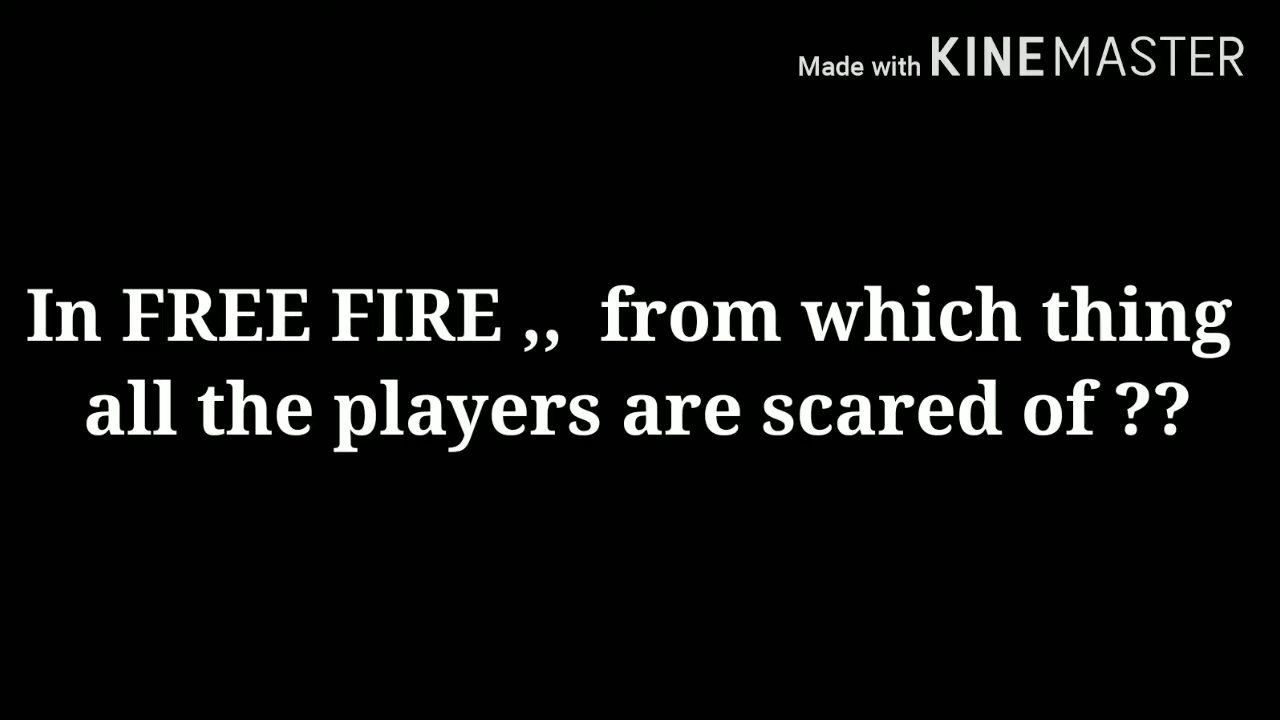 Made with KINEMASTER
In FREE FIRE ,, from which thing
all the players are scared of ??